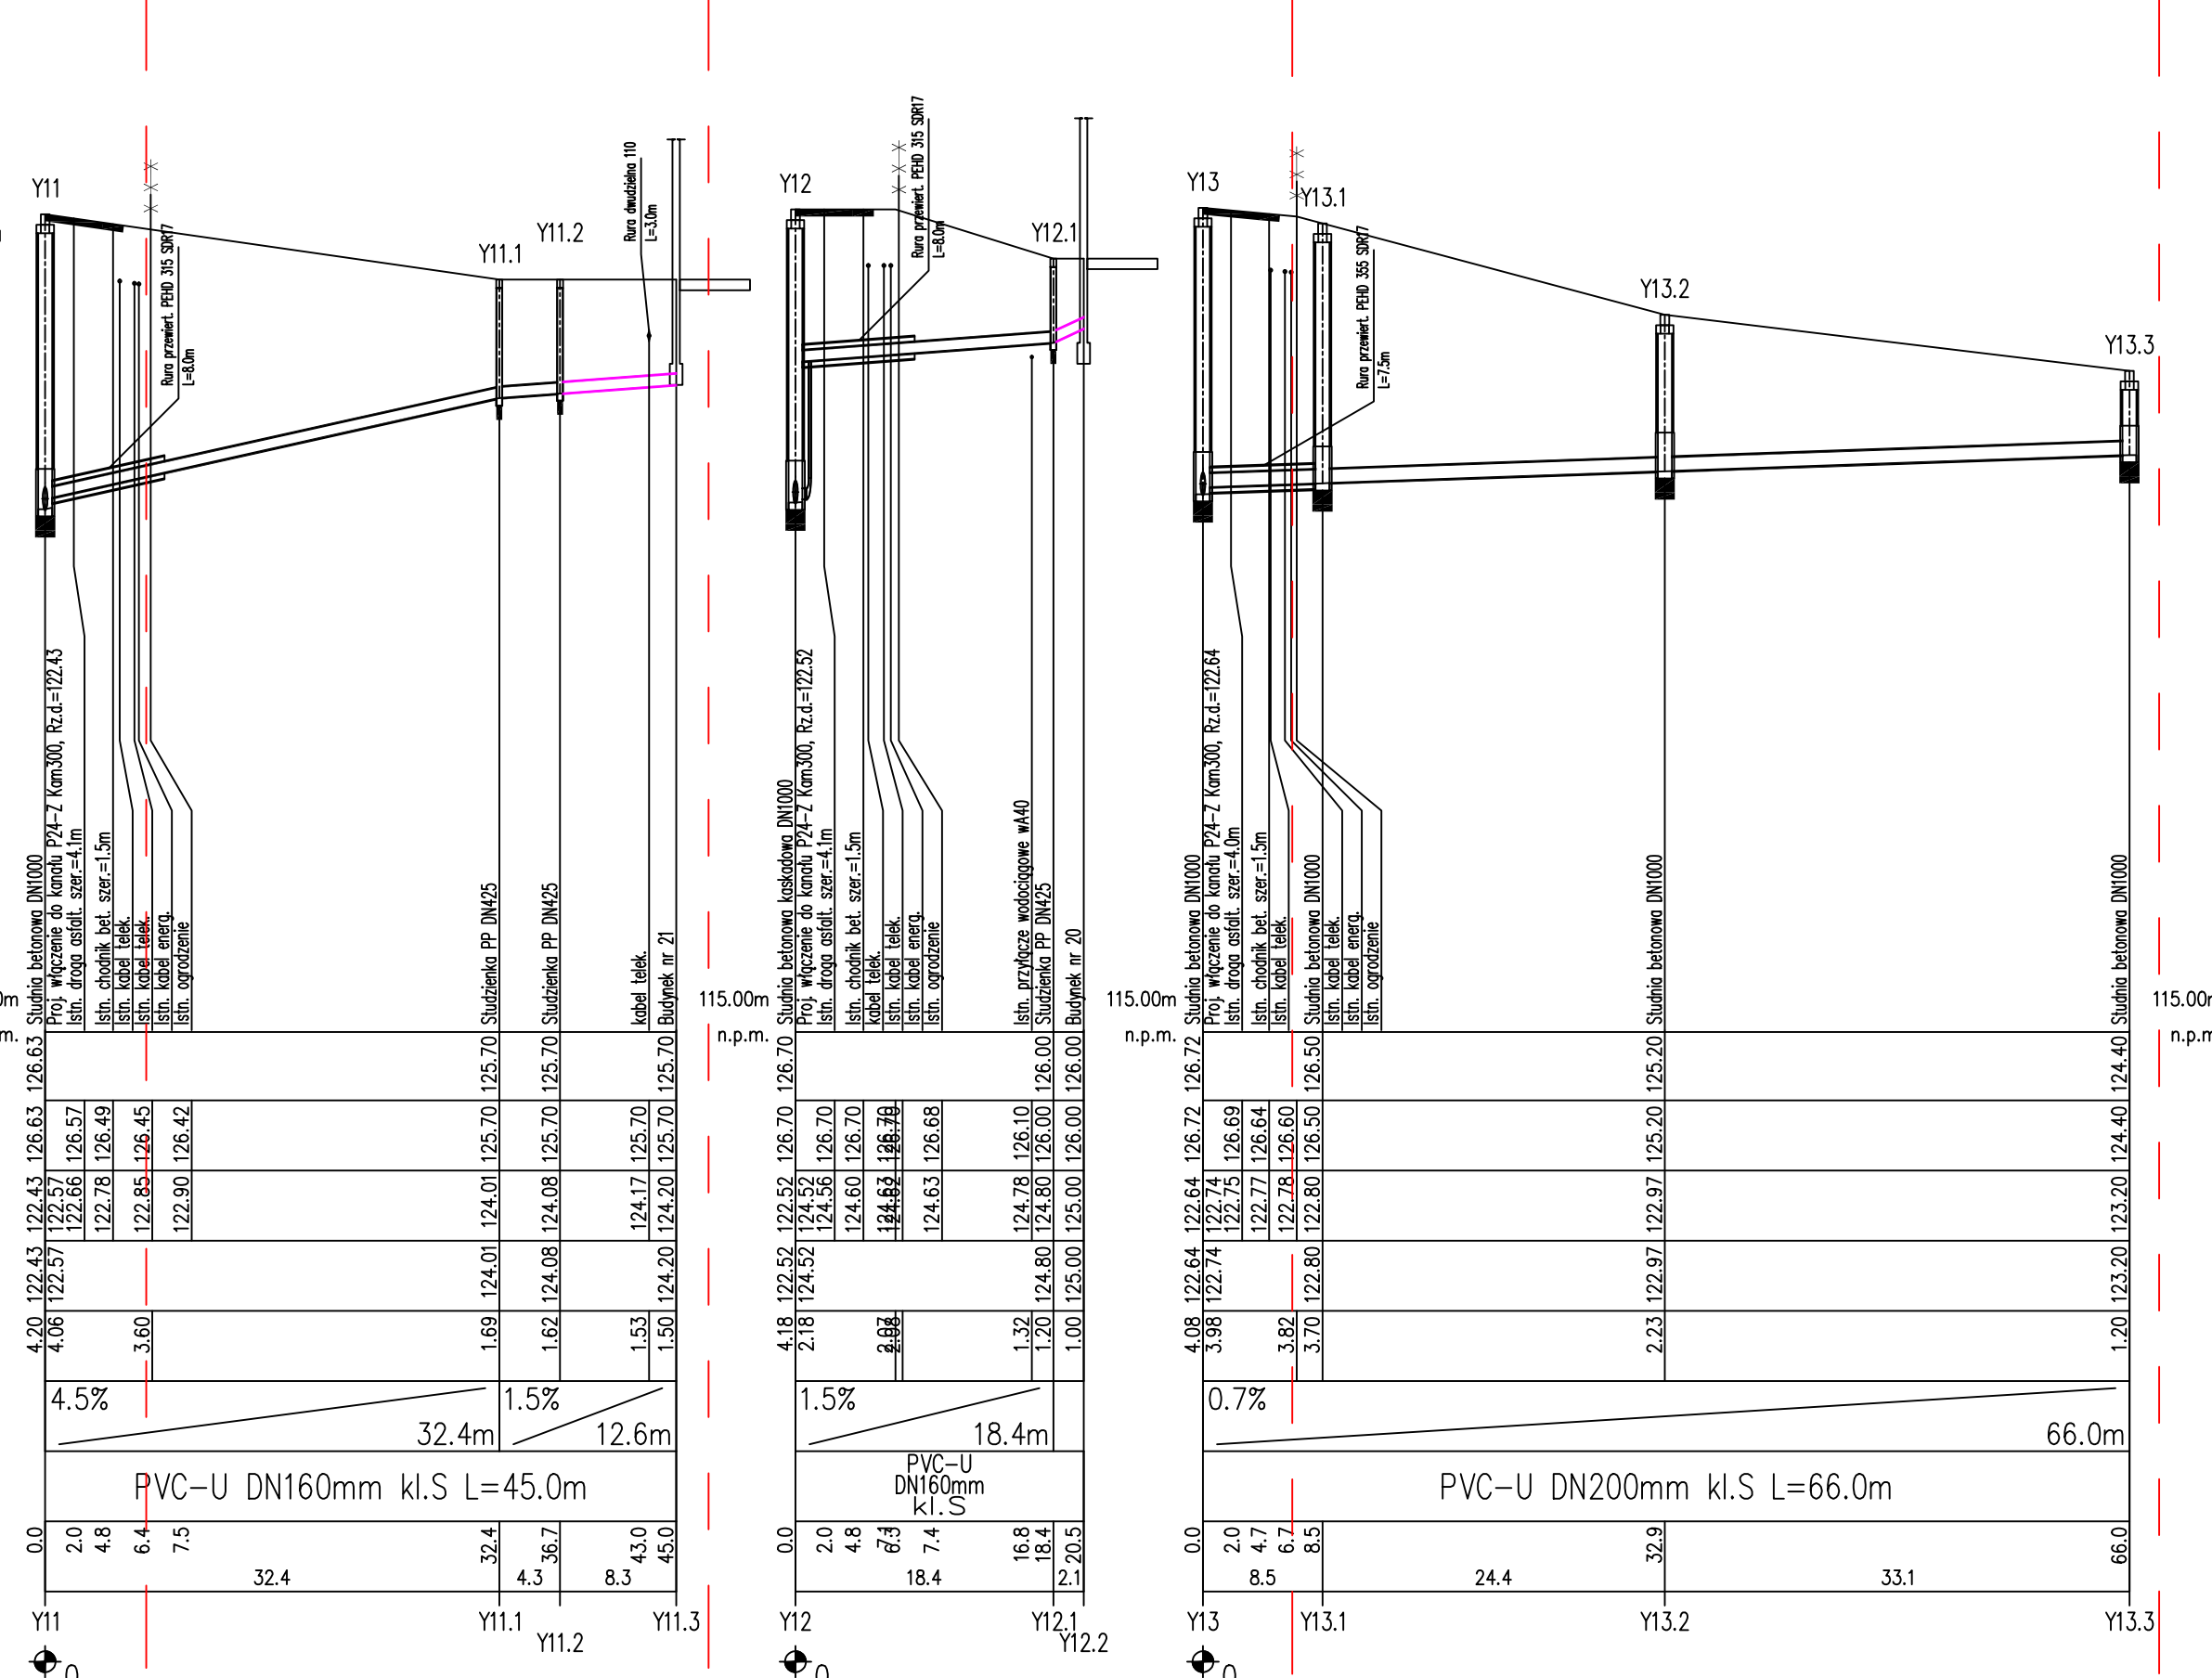 Y11
Rura przewiert. PEHD 315 SDR17
L=8.0m
Y11.1
Y11.2
Rura dwudzielna 110
L=3.0m
Y12
Rura przewiert. PEHD 315 SDR17
L=8.0m
Y12.1
Y13
Y13.1
Rura przewiert. PEHD 355 SDR17
L=7.5m
Y13.2
Y13.3
Studnia betonowa DN1000
Proj. włączenie do kanału P24-Z Kam300, Rz.d.=122.43
Istn. droga asfalt. szer.=4.1m
Istn. chodnik bet. szer.=1.5m
Istn. kabel telek.
Istn. kabel telek.
Istn. kabel energ.
Istn. ogrodzenie
Studzienka PP DN425
Studzienka PP DN425
kabel telek.
Budynek nr 21
126.63 125.70 125.70 125.70
126.63 126.57 126.49 126.45 126.42 125.70 125.70 125.70 125.70
122.43 122.57 122.66 122.78 122.85 122.90 124.01 124.08 124.17 124.20
122.43 122.57 124.01 124.08 124.20
4.20 4.06 3.60 1.69 1.62 1.53 1.50
4.5% 32.4m 1.5% 12.6m
PVC-U DN160mm kl.S L=45.0m
0.0 2.0 4.8 6.4 7.5 32.4 36.7 43.0 45.0
32.4 4.3 8.3
Y11 Y11.1 Y11.2 Y11.3
0
115.00m
n.p.m.
Studnia betonowa kaskadowa DN1000
Proj. włączenie do kanału P24-Z Kam300, Rz.d.=122.52
Istn. droga asfalt. szer.=4.1m
Istn. chodnik bet. szer.=1.5m
kabel telek.
Istn. kabel telek.
Istn. kabel energ.
Istn. ogrodzenie
Istn. przyłącze wodociągowe wA40
Studzienka PP DN425
Budynek nr 20
126.70 126.00 126.00
126.70 126.70 126.70 126.70 126.68 126.10 126.00 126.00
122.52 124.52 124.56 124.60 124.63 124.78 124.80 125.00
122.52 124.52 124.80 125.00
4.18 2.18 2.07 1.32 1.20 1.00
1.5% 18.4m
PVC-U
DN160mm
kl.S
0.0 2.0 4.8 7.1 7.4 16.8 18.4 20.5
18.4 2.1
Y12 Y12.1 Y12.2
0
115.00m
n.p.m.
Studnia betonowa DN1000
Proj. włączenie do kanału P24-Z Kam300, Rz.d.=122.64
Istn. droga asfalt. szer.=4.0m
Istn. chodnik bet. szer.=1.5m
Istn. kabel telek.
Studnia betonowa DN1000
Istn. kabel telek.
Istn. kabel energ.
Istn. ogrodzenie
Studnia betonowa DN1000
Studnia betonowa DN1000
126.72 126.50 125.20 124.40
126.72 126.69 126.64 126.60 126.50 125.20 124.40
122.64 122.74 122.75 122.77 122.78 122.80 122.97 123.20
122.64 122.74 122.80 122.97 123.20
4.08 3.98 3.82 3.70 2.23 1.20
0.7% 66.0m
PVC-U DN200mm kl.S L=66.0m
0.0 2.0 4.7 6.7 8.5 32.9 66.0
8.5 24.4 33.1
Y13 Y13.1 Y13.2 Y13.3
0